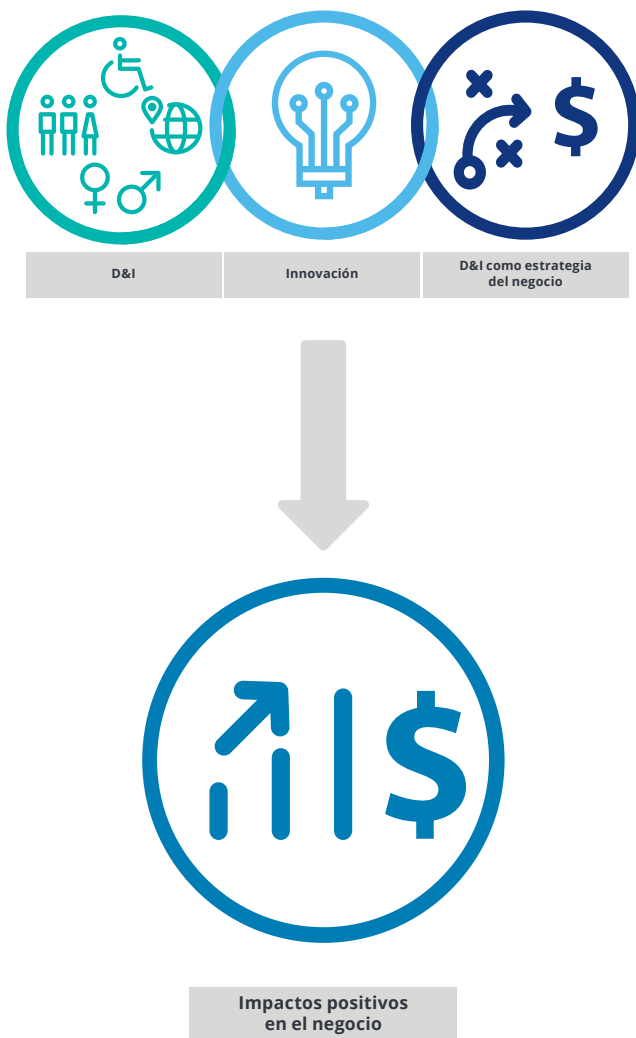 $
D&I
Innovación
D&I como estrategia
del negocio
$
Impactos positivos
en el negocio